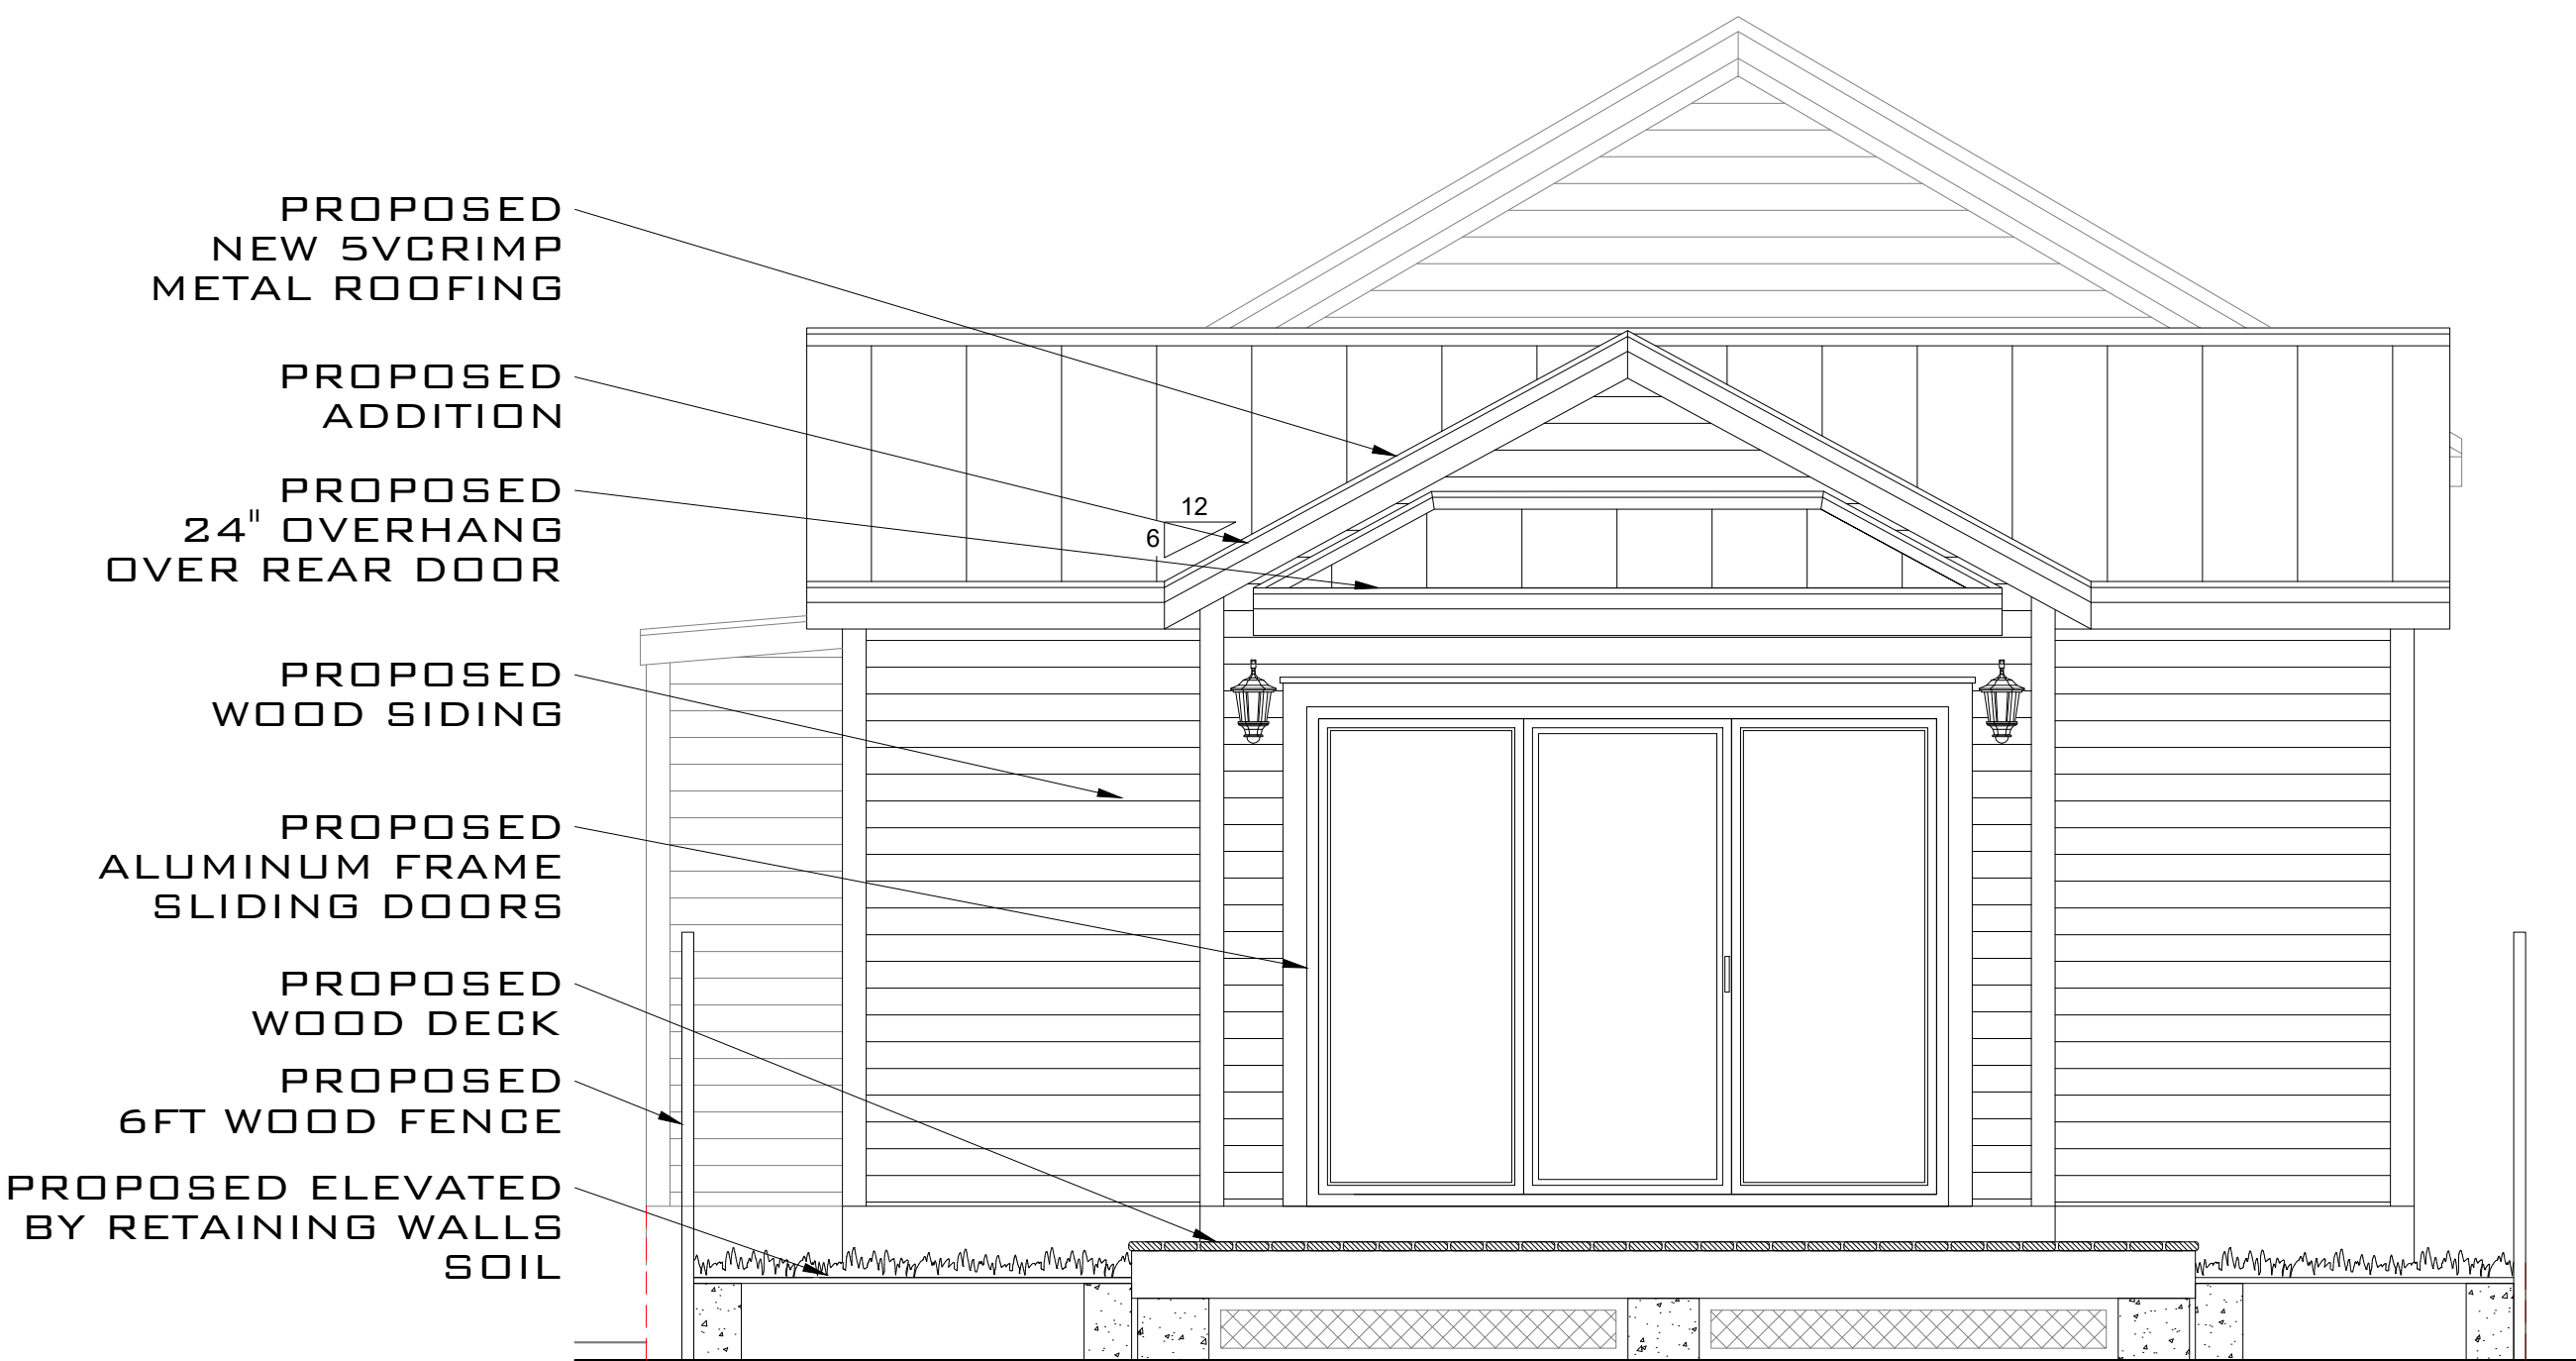 PROPOSED
NEW 5VCRIMP
METAL ROOFING
PROPOSED
ADDITION
PROPOSED
24" OVERHANG
OVER REAR DOOR
12
6
PROPOSED
WOOD SIDING
PROPOSED
ALUMINUM FRAME
SLIDING DOORS
PROPOSED
WOOD DECK
PROPOSED
6FT WOOD FENCE
PROPOSED ELEVATED
BY RETAINING WALLS
SOIL